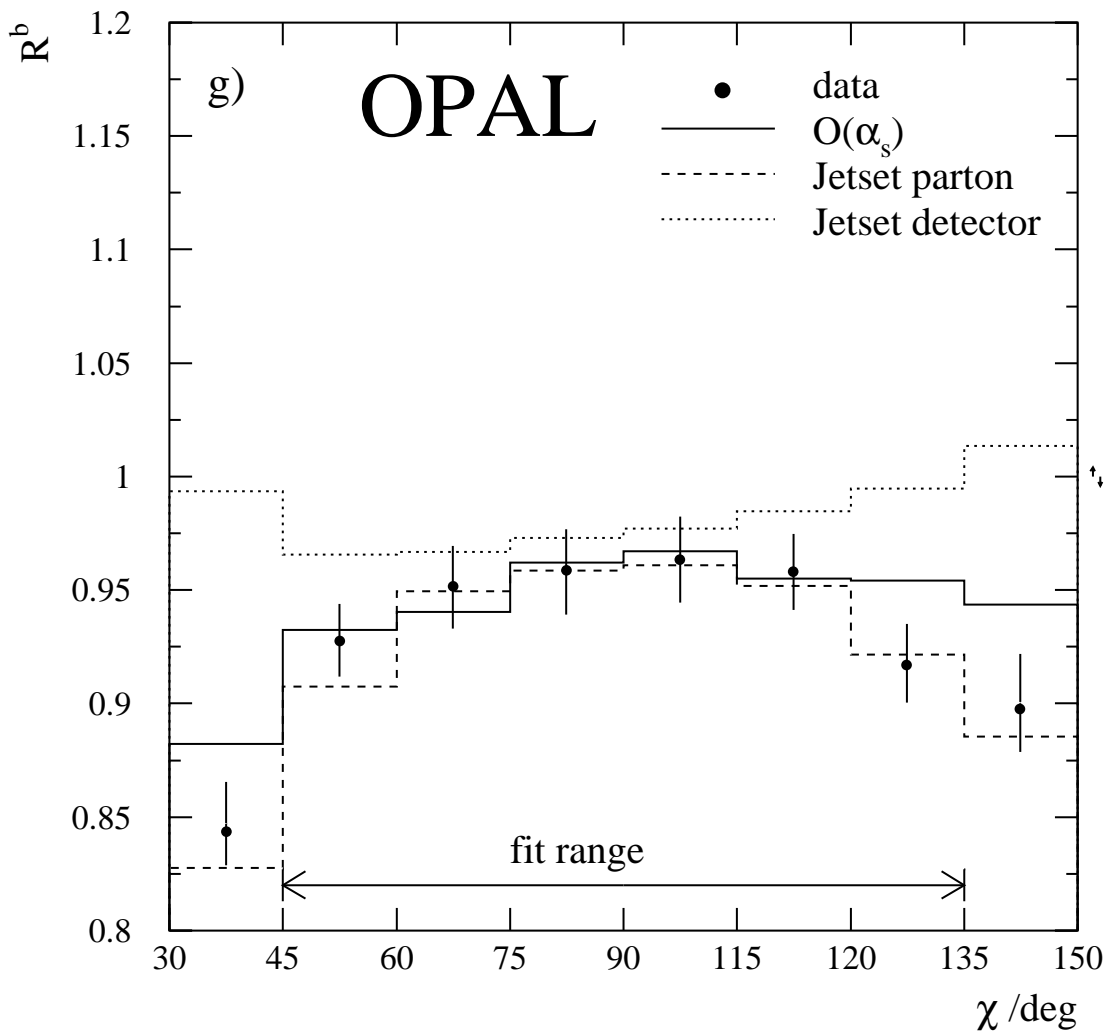 R^b
1.2
1.15
1.1
1.05
1
0.95
0.9
0.85
0.8
g)
OPAL
data
O(α_s)
Jetset parton
Jetset detector
fit range
30 45 60 75 90 115 120 135 150
χ /deg